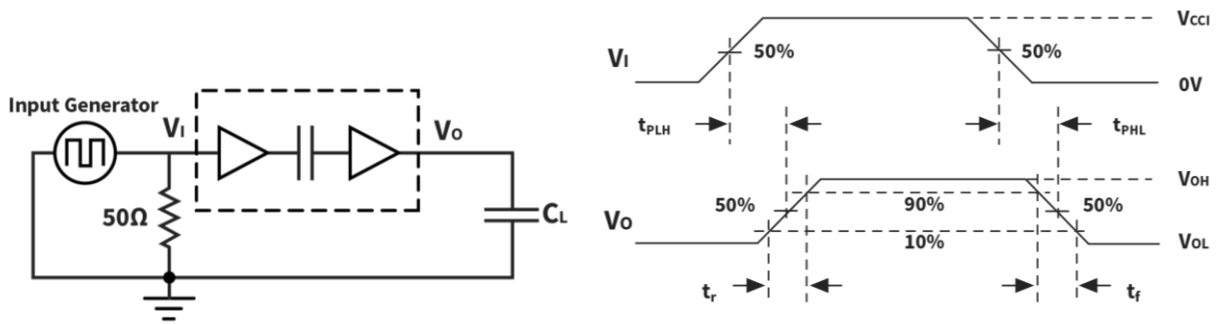 Input Generator
VI
VO
50Ω
CL
VI
50%
50%
VCCI
0V
tPLH
tPHL
VO
50%
90%
50%
10%
VOH
VOL
tr
tf